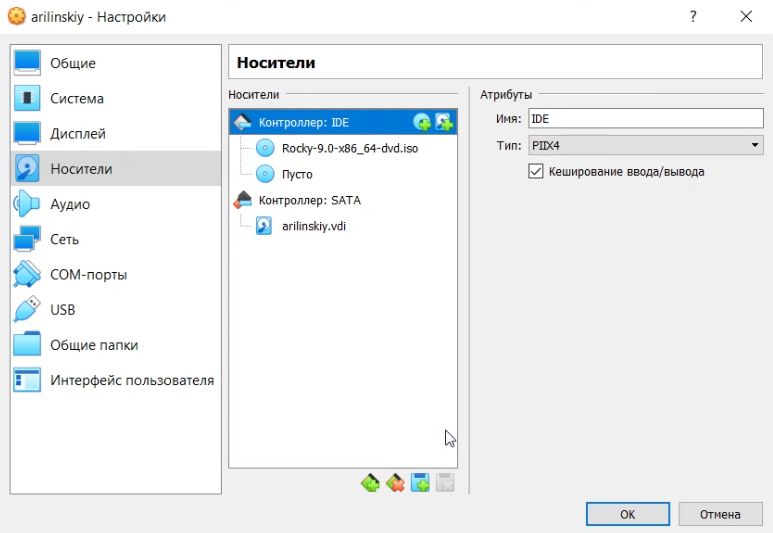 arilinskiy - Настройки
?
Общие
Система
Дисплей
Носители
Аудио
Сеть
COM-порты
USB
Общие папки
Интерфейс пользователя
Носители
Носители
Контроллер: IDE
Rocky-9.0-x86_64-dvd.iso
Пусто
Контроллер: SATA
arilinskiy.vdi
Атрибуты
Имя: IDE
Тип: PIIX4
Кеширование ввода/вывода
OK
Отмена